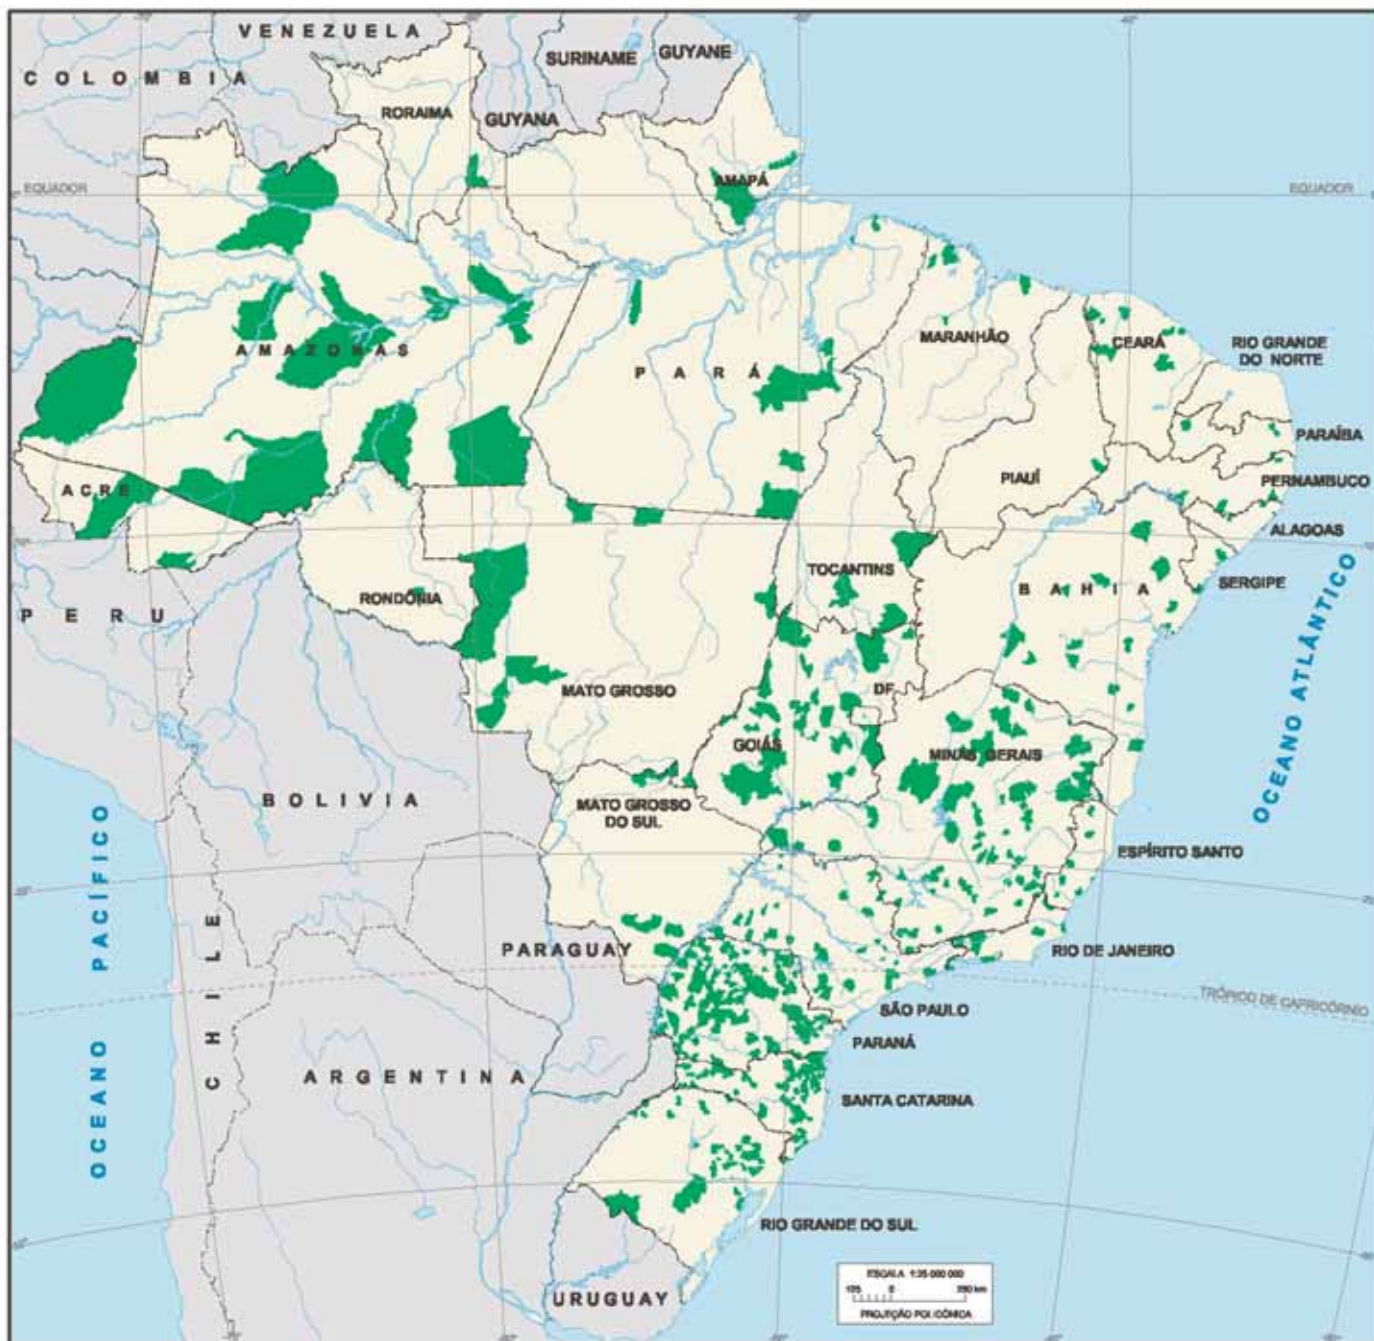 VENEZUELA
COLOMBIA
SURINAME
GUYANE
RORAIMA
GUYANA
AMAPÁ
EQUADOR
EQUADOR
AMAZONAS
PARÁ
MARANHÃO
CEARÁ
RIO GRANDE
DO NORTE
PARAÍBA
PIAUÍ
PERNAMBUCO
ACRE
ALAGOAS
TOCANTINS
SERGIPE
BAHIA
RONDÔNIA
PERU
OCEANO ATLÂNTICO
MATO GROSSO
DF
GOIÁS
MINAS GERAIS
BOLIVIA
MATO GROSSO
DO SUL
ESPÍRITO SANTO
OCEANO PACÍFICO
CHILE
PARAGUAY
RIO DE JANEIRO
TRÓPICO DE CAPRICÓRNIO
SÃO PAULO
PARANÁ
ARGENTINA
SANTA CATARINA
RIO GRANDE DO SUL
URUGUAY
ESCALA
0
PROJEÇÃO POLICÔNICA